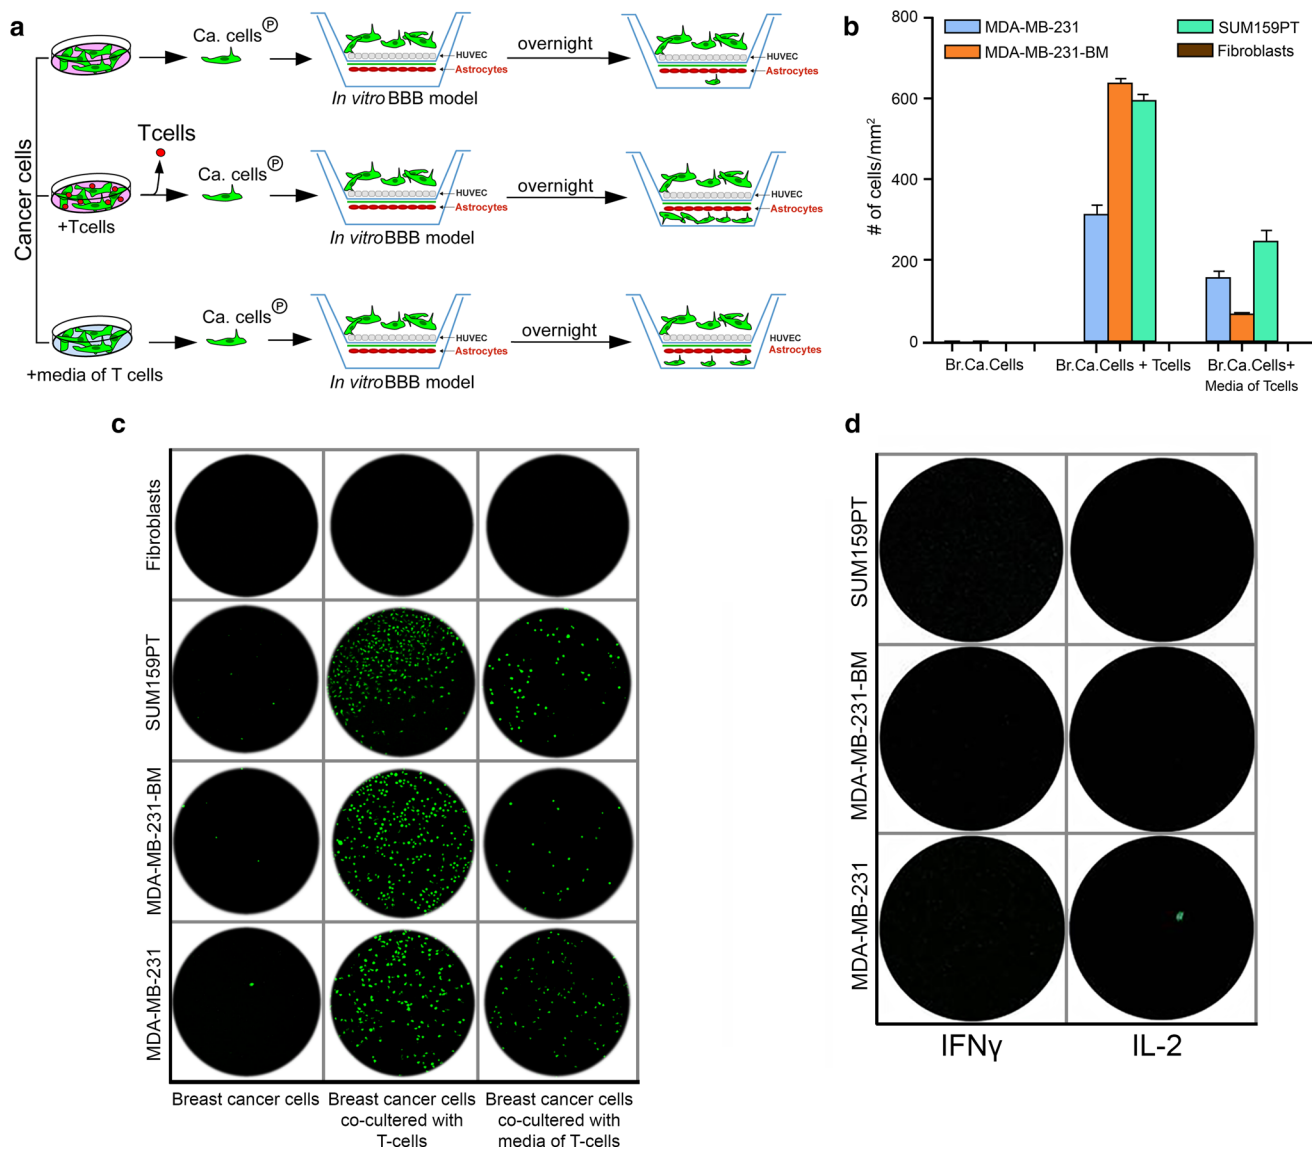 a
Cancer cells
Ca. cells P
HUVEC
Astrocytes
In vitro BBB model
overnight
HUVEC
Astrocytes
Tcells
+Tcells
Ca. cells P
HUVEC
Astrocytes
In vitro BBB model
overnight
HUVEC
Astrocytes
+media of T cells
Ca. cells P
HUVEC
Astrocytes
In vitro BBB model
overnight
HUVEC
Astrocytes
b
MDA-MB-231
MDA-MB-231-BM
SUM159PT
Fibroblasts
# of cells/mm²
800
600
400
200
0
Br.Ca.Cells
Br.Ca.Cells + Tcells
Br.Ca.Cells+
Media of Tcells
c
Fibroblasts
SUM159PT
MDA-MB-231-BM
MDA-MB-231
Breast cancer cells
Breast cancer cells
co-cultered with
T-cells
Breast cancer cells
co-cultered with
media of T-cells
d
SUM159PT
MDA-MB-231-BM
MDA-MB-231
IFNγ
IL-2